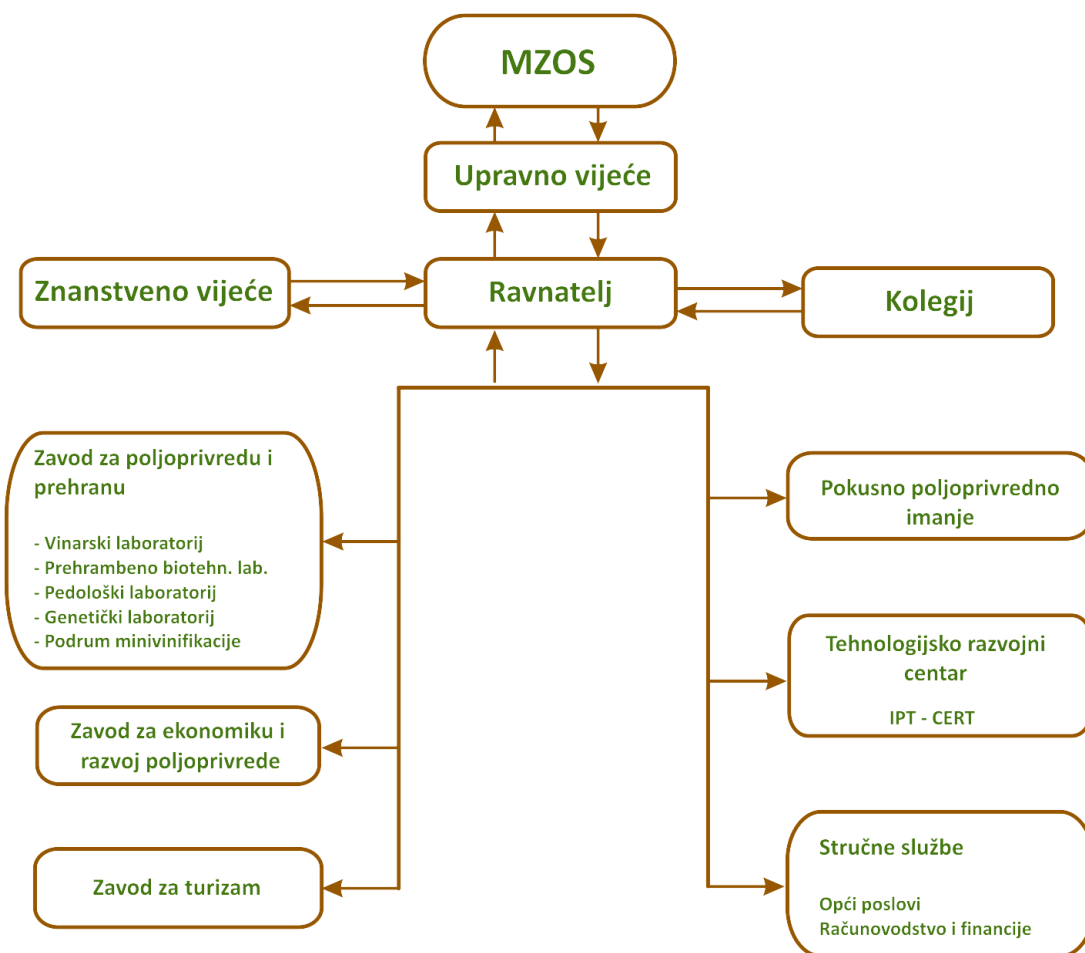 MZOS
Upravno vijeće
Znanstveno vijeće
Ravnatelj
Kolegij
Zavod za poljoprivredu i
prehranu
- Vinarski laboratorij
- Prehrambeno biotehn. lab.
- Pedološki laboratorij
- Genetički laboratorij
- Podrum minivinifikacije
Zavod za ekonomiku i
razvoj poljoprivrede
Zavod za turizam
Pokusno poljoprivredno
imanje
Tehnologijsko razvojni
centar
IPT - CERT
Stručne službe
Opći poslovi
Računovodstvo i financije